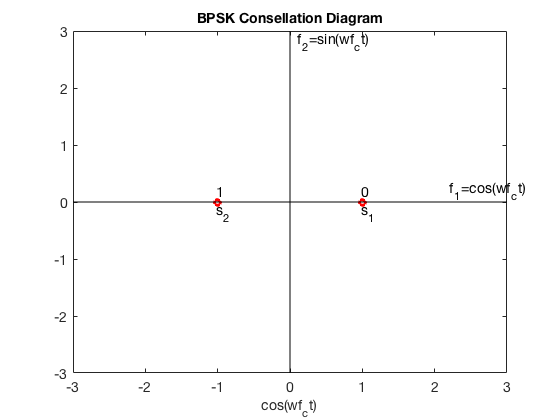 BPSK Consellation Diagram
3
f2=sin(wfct)
2
1
1 0
f1=cos(wfct)
0
s2 s1
-1
-2
-3
-3 -2 -1 0 1 2 3
cos(wfct)